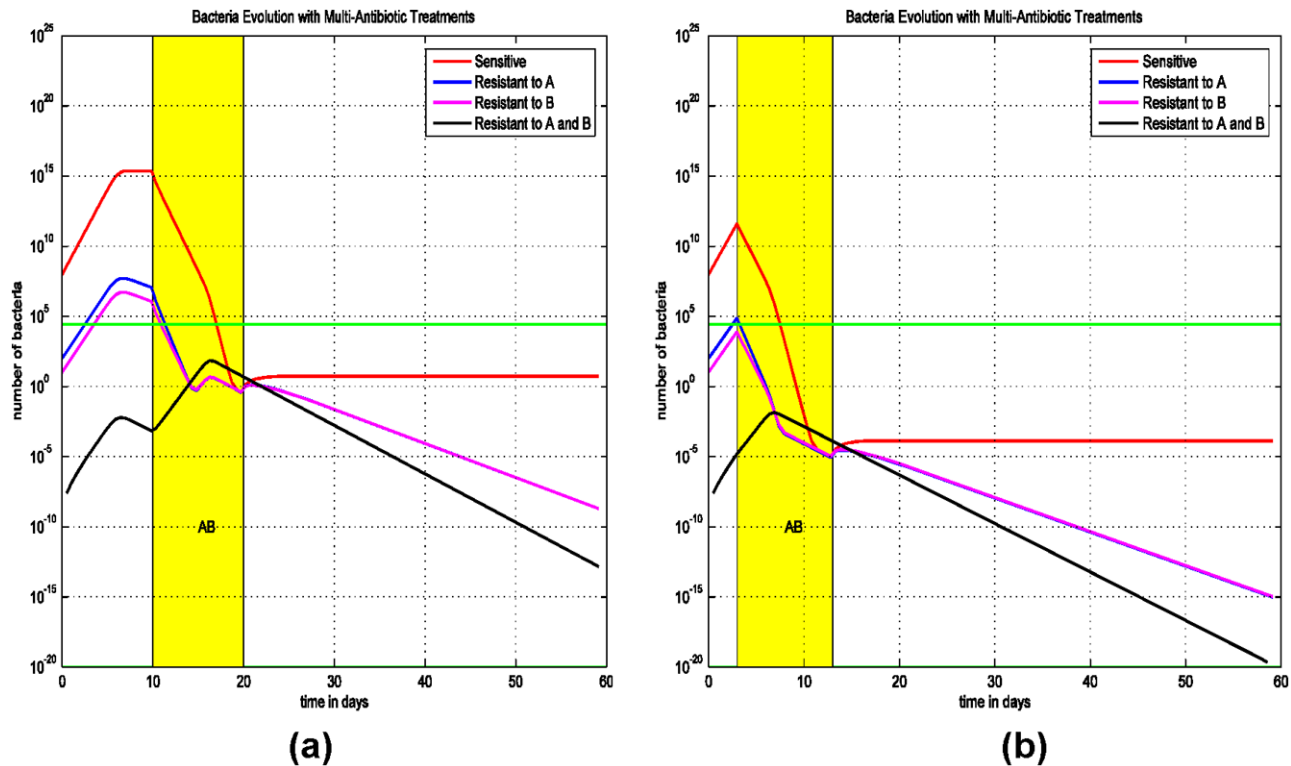 Bacteria Evolution with Multi-Antibiotic Treatments
10^25
10^20
10^15
10^10
10^5
10^0
10^-5
10^-10
10^-15
10^-20
number of bacteria
Sensitive
Resistant to A
Resistant to B
Resistant to A and B
AB
0 10 20 30 40 50 60
time in days
(a)
Bacteria Evolution with Multi-Antibiotic Treatments
10^25
10^20
10^15
10^10
10^5
10^0
10^-5
10^-10
10^-15
10^-20
number of bacteria
Sensitive
Resistant to A
Resistant to B
Resistant to A and B
AB
0 10 20 30 40 50 60
time in days
(b)